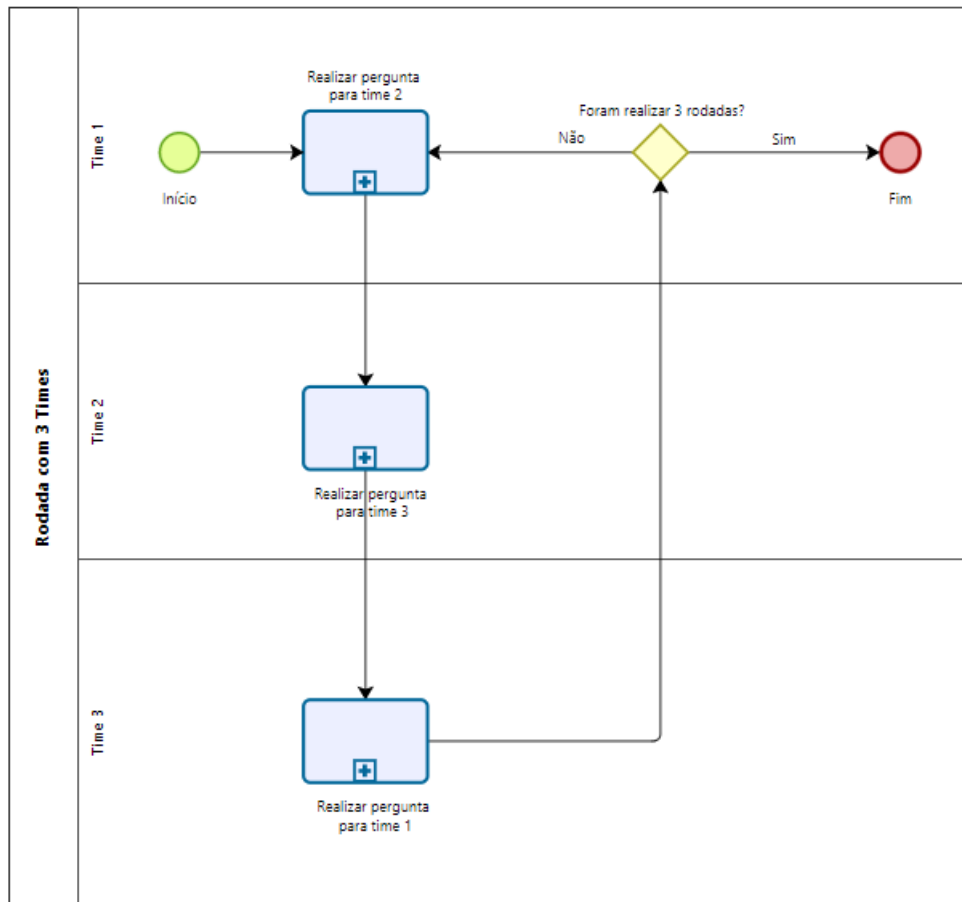 Rodada com 3 Times
Time 1
Realizar pergunta
para time 2
Foram realizar 3 rodadas?
Não
Sim
Início
Fim
Time 2
Realizar pergunta
para time 3
Time 3
Realizar pergunta
para time 1